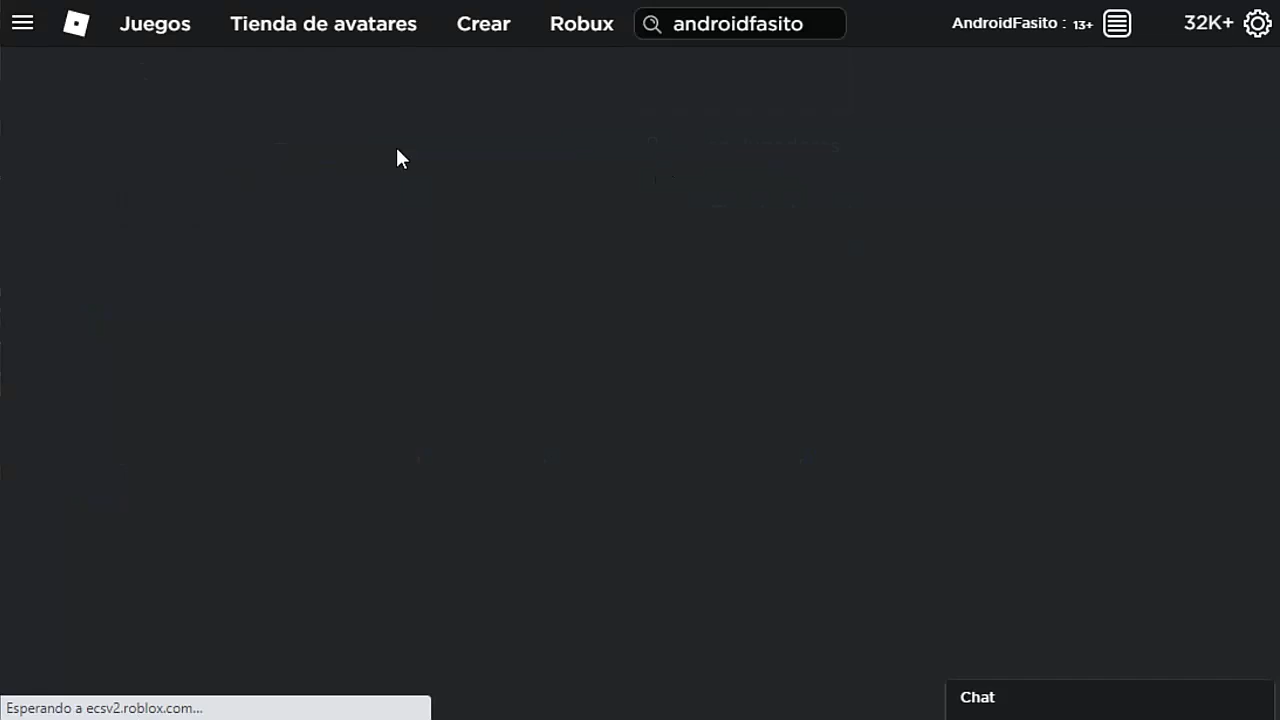 Juegos Tienda de avatares Crear Robux androidfasito AndroidFasito : 13+ 32K+
Esperando a ecsv2.roblox.com...
Chat